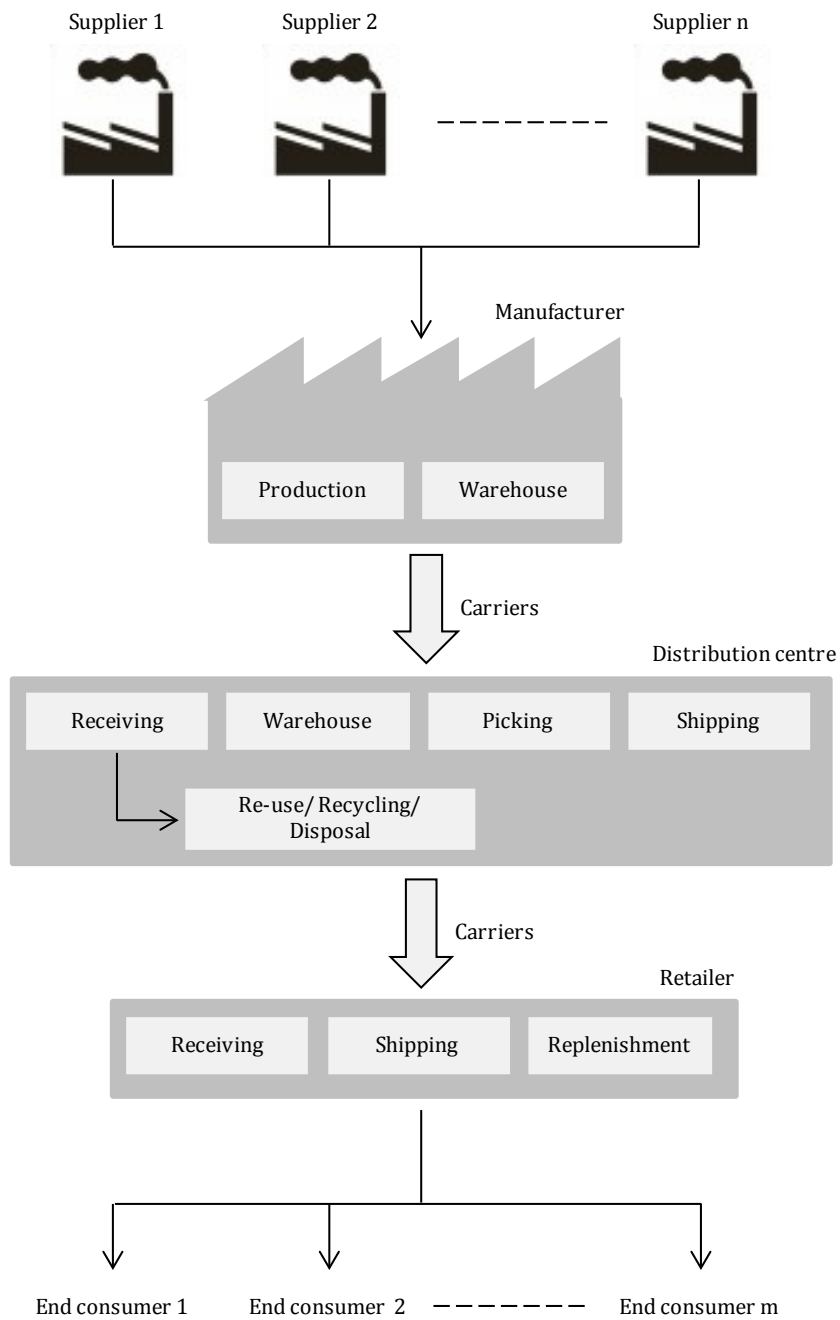 Supplier 1
Supplier 2
Supplier n
Manufacturer
Production
Warehouse
Carriers
Distribution centre
Receiving
Warehouse
Picking
Shipping
Re-use/ Recycling/
Disposal
Carriers
Retailer
Receiving
Shipping
Replenishment
End consumer 1
End consumer 2
End consumer m